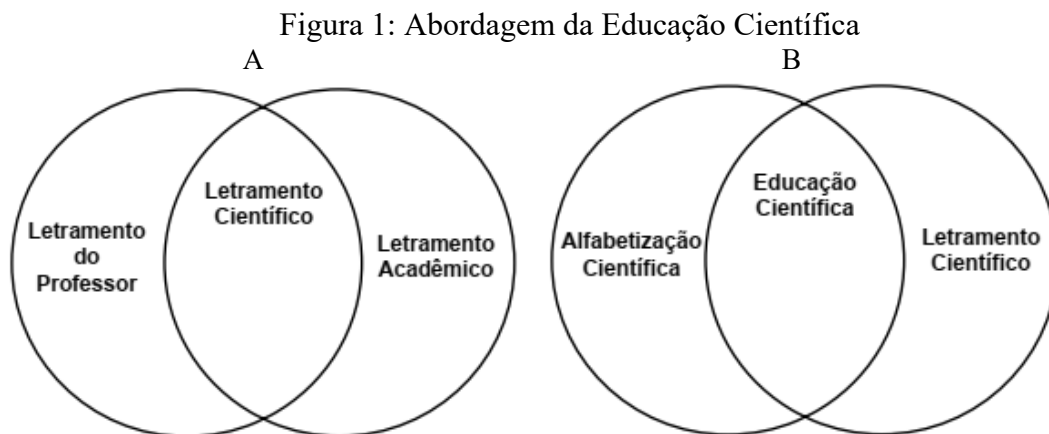 Figura 1: Abordagem da Educação Científica
A
B
Letramento
do
Professor
Letramento
Científico
Letramento
Acadêmico
Alfabetização
Científica
Educação
Científica
Letramento
Científico